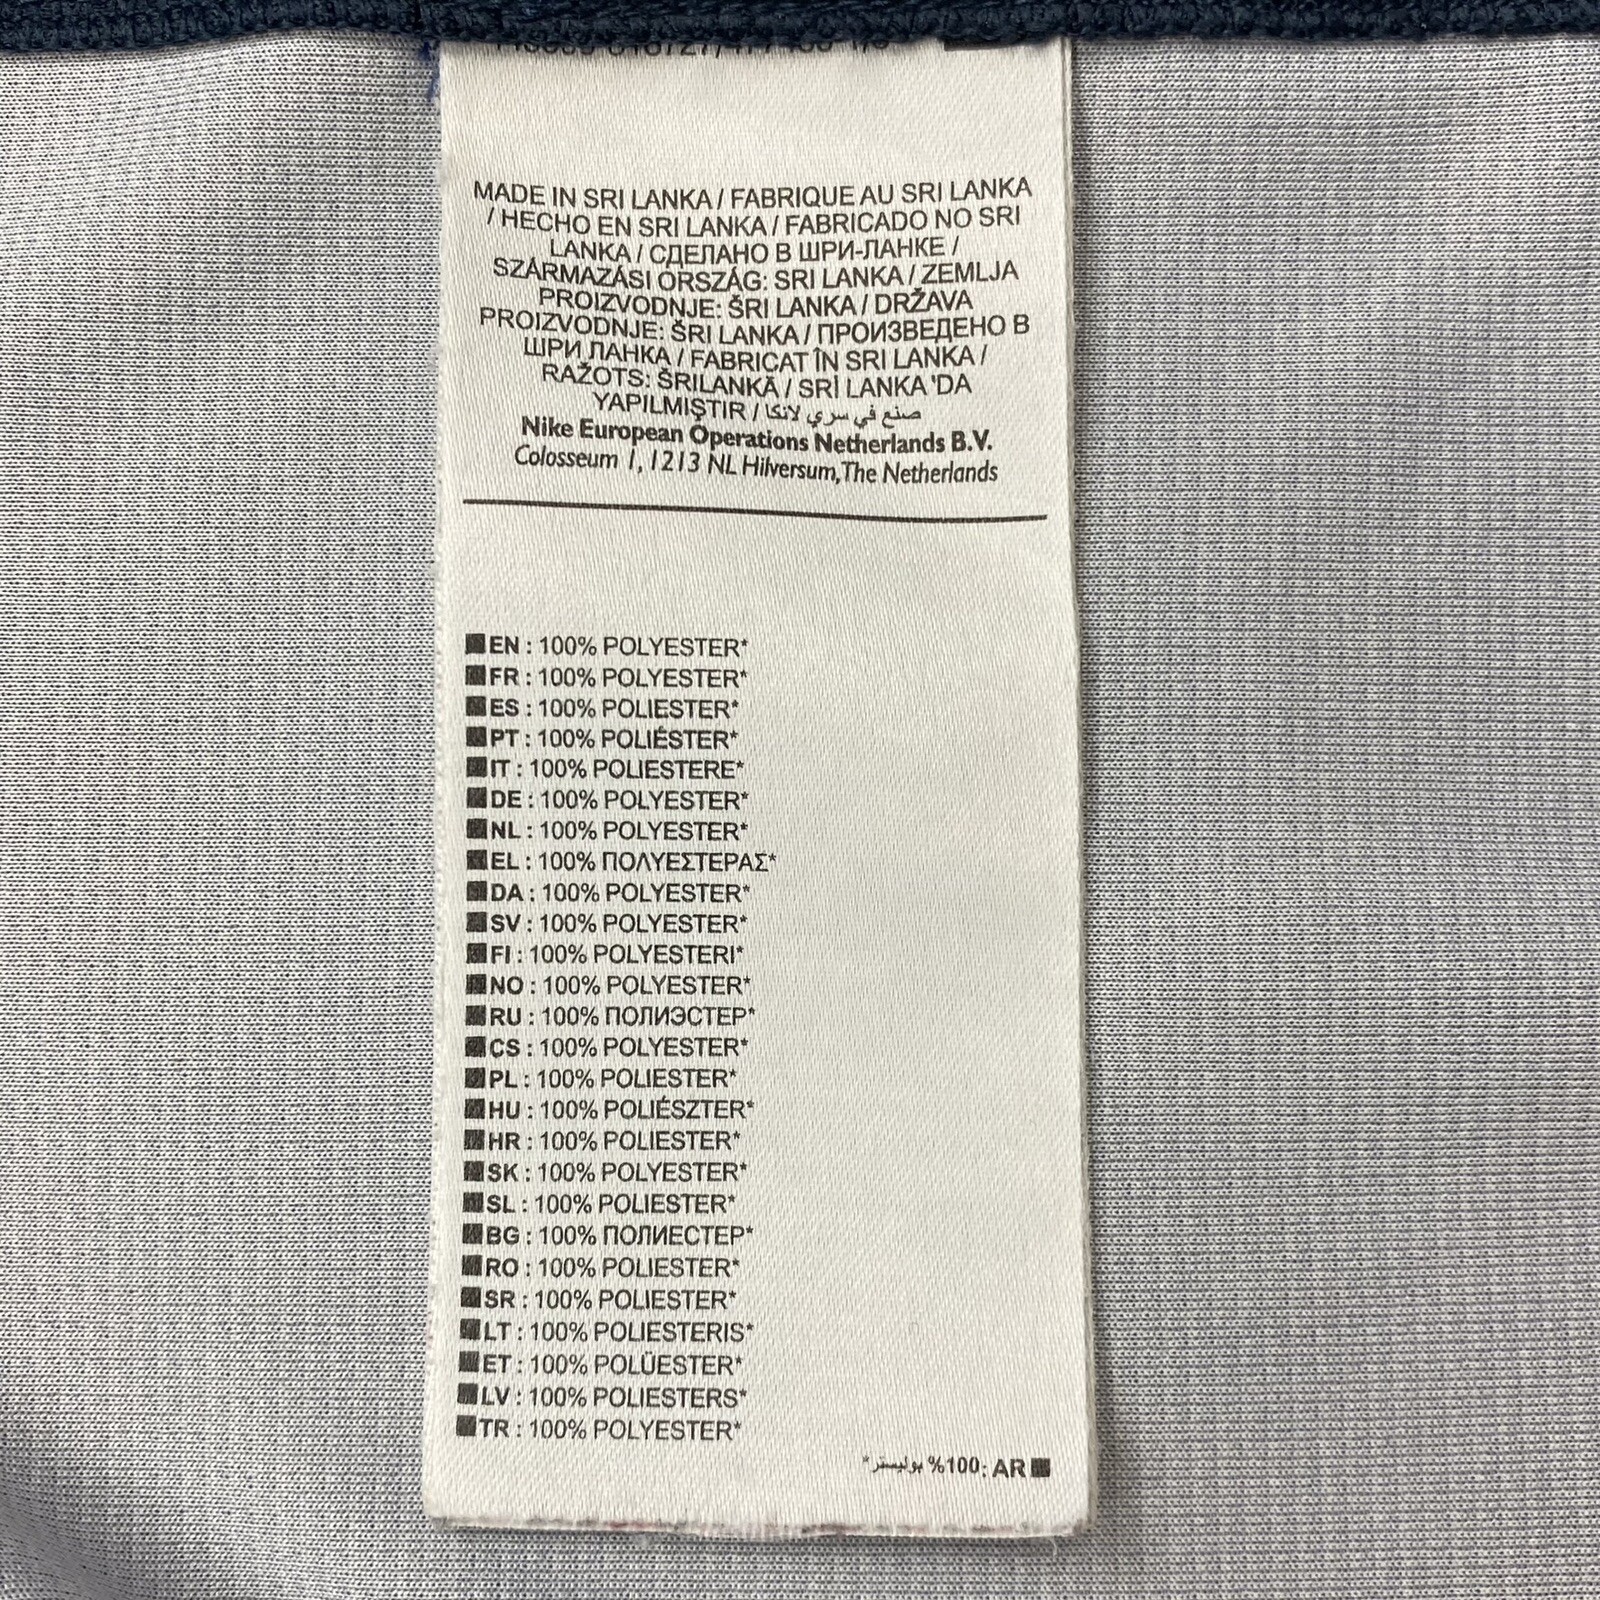 MADE IN SRI LANKA / FABRIQUE AU SRI LANKA
/ HECHO EN SRI LANKA / FABRICADO NO SRI
LANKA / СДЕЛАНО В ШРИ-ЛАНКЕ /
SZÁRMAZÁSI ORSZÁG: SRI LANKA / ZEMLJA
PROIZVODNJE: ŠRI LANKA / DRŽAVA
PROIZVODNJE: ŠRI LANKA / ПРОИЗВЕДЕНО В
ШРИ ЛАНКА / FABRICAT ÎN SRI LANKA /
RAŽOTS: ŠRILANKĀ / SRİ LANKA 'DA
YAPILMIŞTIR / صنع في سري لانكا
Nike European Operations Netherlands B.V.
Colosseum 1, 1213 NL Hilversum, The Netherlands
EN : 100% POLYESTER*
FR : 100% POLYESTER*
ES : 100% POLIESTER*
PT : 100% POLIÉSTER*
IT : 100% POLIESTERE*
DE : 100% POLYESTER*
NL : 100% POLYESTER*
EL : 100% ΠΟΛΥΕΣΤΕΡΑΣ*
DA : 100% POLYESTER*
SV : 100% POLYESTER*
FI : 100% POLYESTERI*
NO : 100% POLYESTER*
RU : 100% ПОЛИЭСТЕР*
CS : 100% POLYESTER*
PL : 100% POLIESTER*
HU : 100% POLIÉSZTER*
HR : 100% POLIESTER*
SK : 100% POLYESTER*
SL : 100% POLIESTER*
BG : 100% ПОЛИЕСТЕР*
RO : 100% POLIESTER*
SR : 100% POLIESTER*
LT : 100% POLIESTERIS*
ET : 100% POLÜESTER*
LV : 100% POLIESTERS*
TR : 100% POLYESTER*
AR :100% بوليستر*